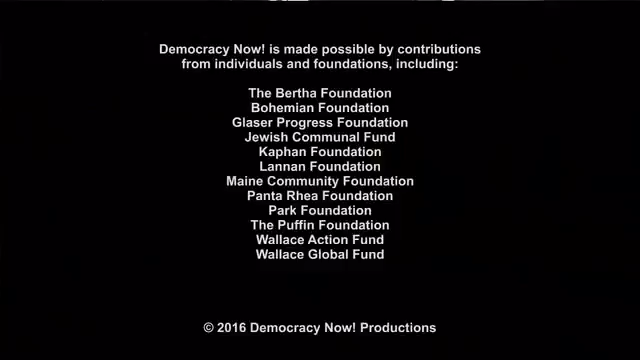 Democracy Now! is made possible by contributions
from individuals and foundations, including:
The Bertha Foundation
Bohemian Foundation
Glaser Progress Foundation
Jewish Communal Fund
Kaphan Foundation
Lannan Foundation
Maine Community Foundation
Panta Rhea Foundation
Park Foundation
The Puffin Foundation
Wallace Action Fund
Wallace Global Fund
© 2016 Democracy Now! Productions